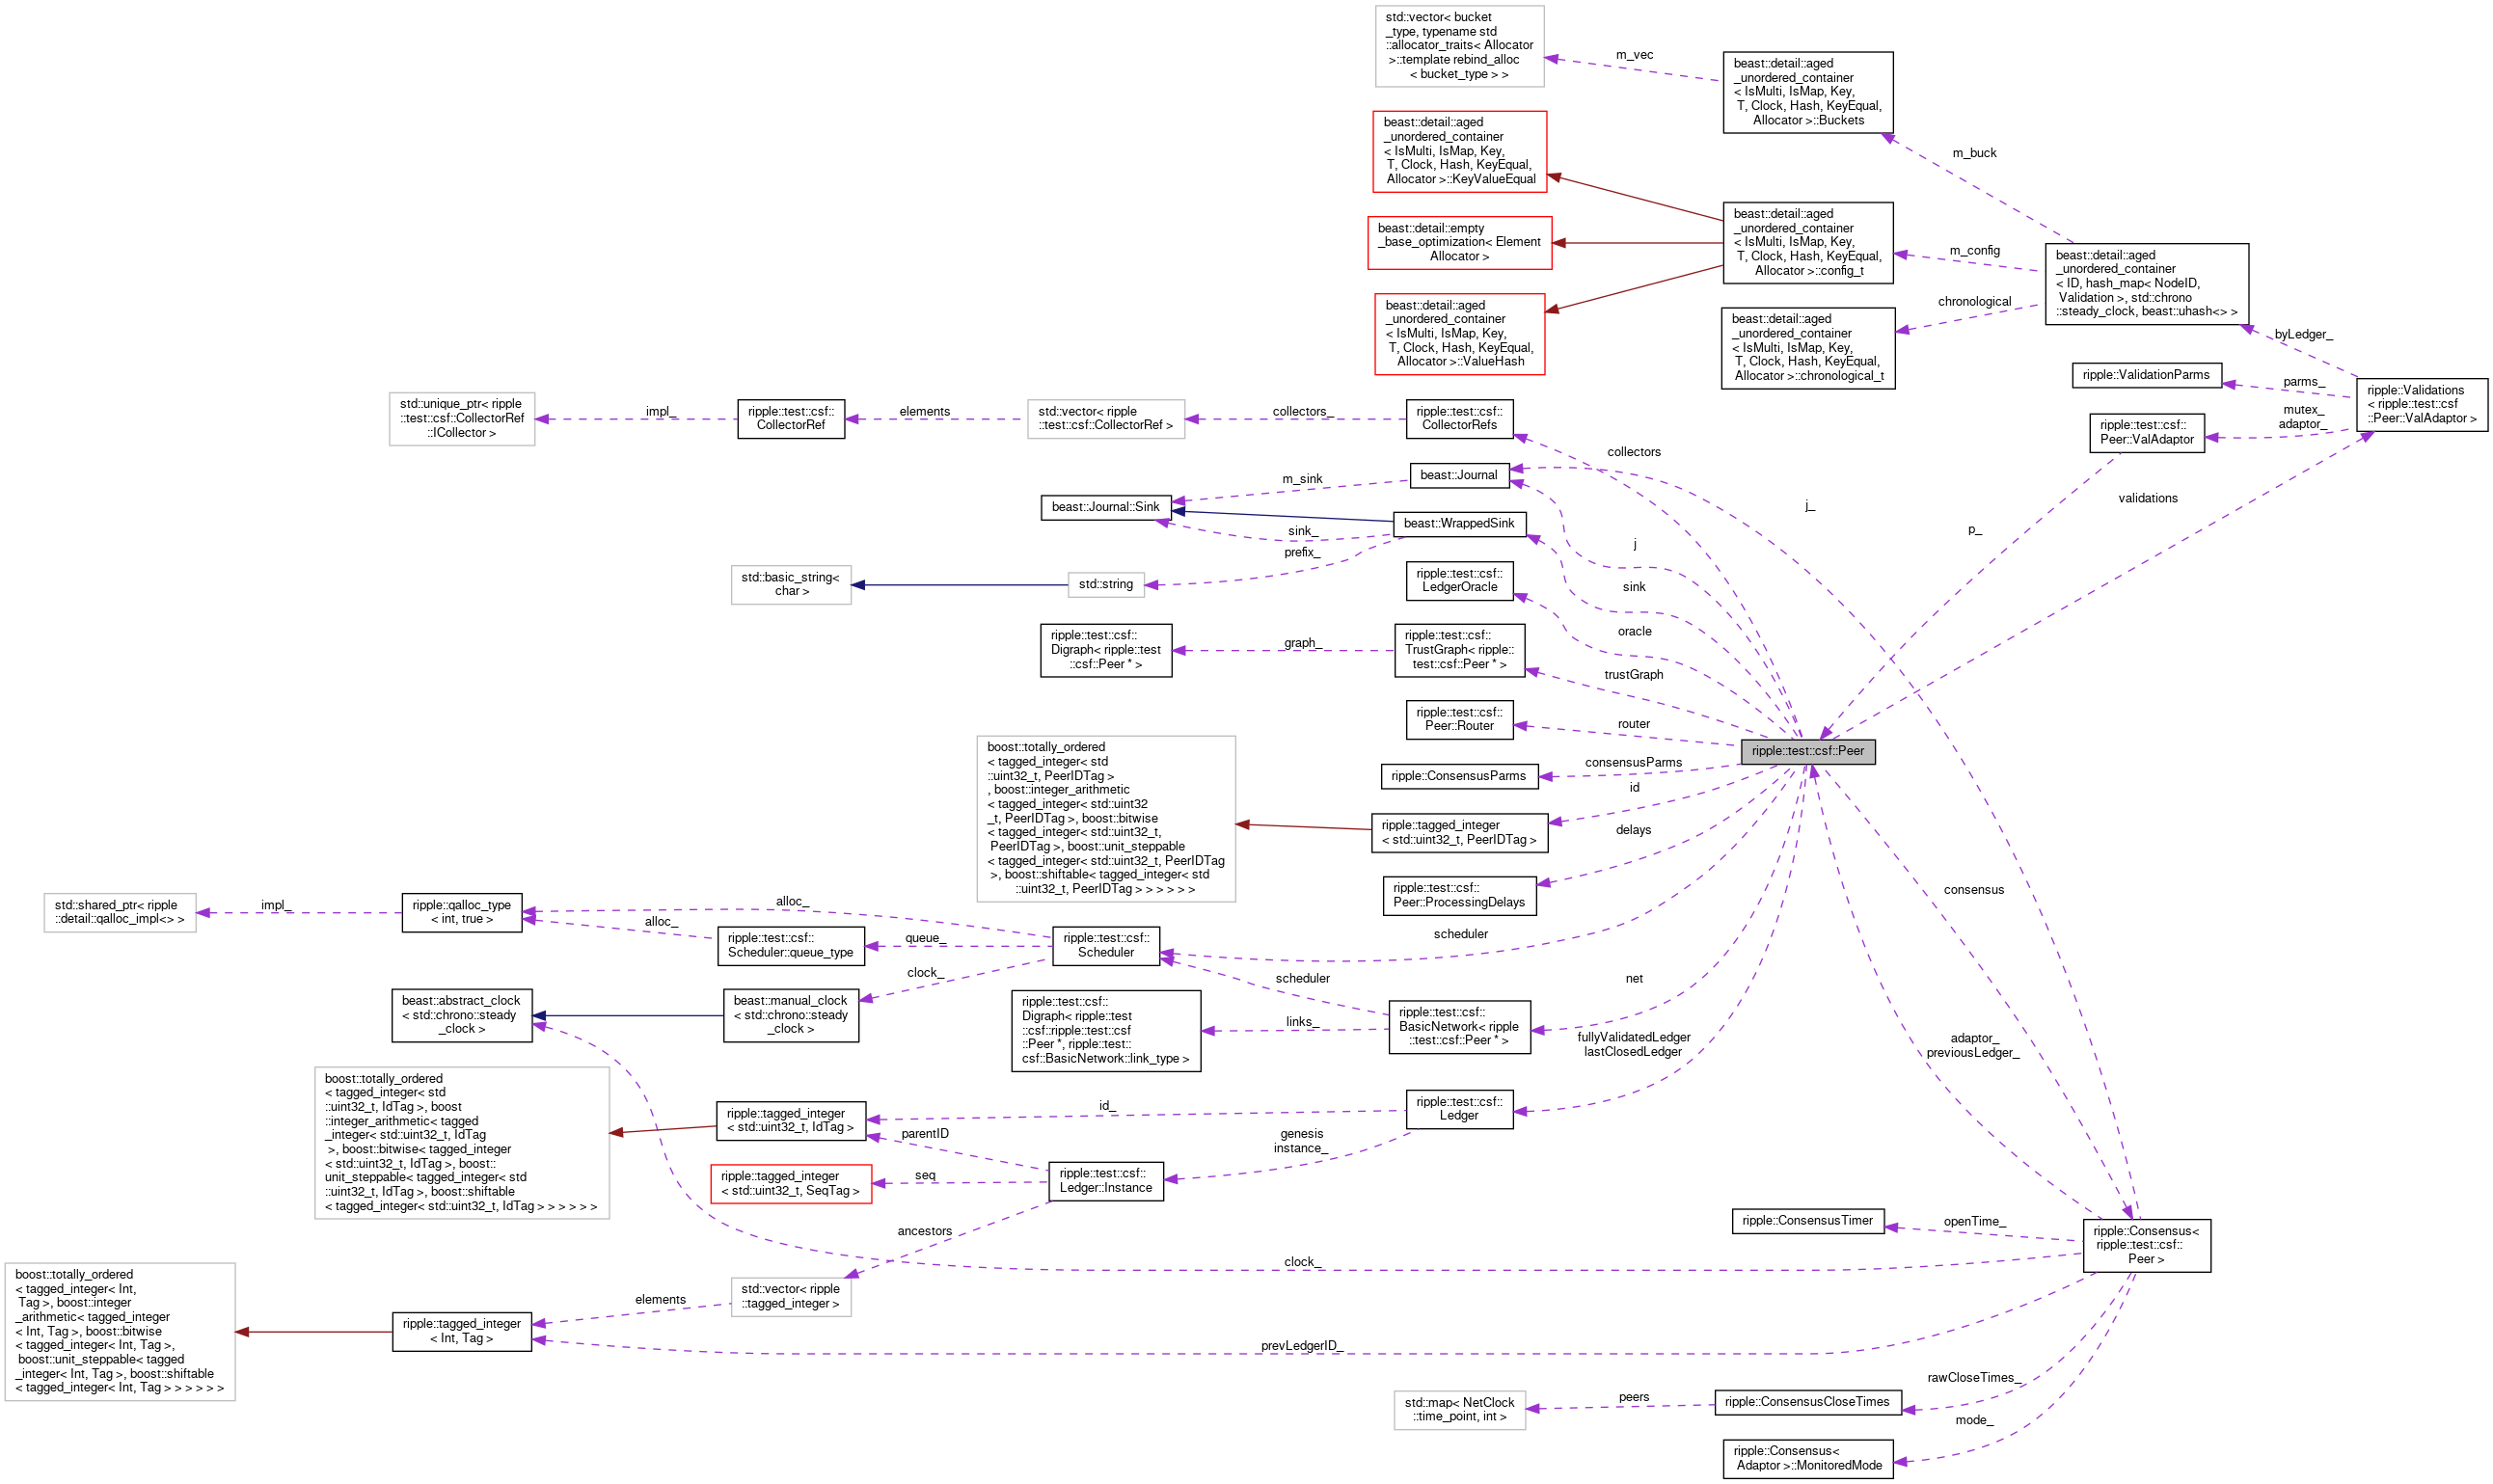 std::vector< bucket
_type, typename std
::allocator_traits< Allocator
>::template rebind_alloc
< bucket_type > >
m_vec
beast::detail::aged
_unordered_container
< IsMulti, IsMap, Key,
T, Clock, Hash, KeyEqual,
Allocator >::Buckets
beast::detail::aged
_unordered_container
< IsMulti, IsMap, Key,
T, Clock, Hash, KeyEqual,
Allocator >::KeyValueEqual
m_buck
beast::detail::empty
_base_optimization< Element
Allocator >
beast::detail::aged
_unordered_container
< IsMulti, IsMap, Key,
T, Clock, Hash, KeyEqual,
Allocator >::config_t
m_config
beast::detail::aged
_unordered_container
< ID, hash_map< NodeID,
Validation >, std::chrono
::steady_clock, beast::uhash<> >
beast::detail::aged
_unordered_container
< IsMulti, IsMap, Key,
T, Clock, Hash, KeyEqual,
Allocator >::ValueHash
chronological
beast::detail::aged
_unordered_container
< IsMulti, IsMap, Key,
T, Clock, Hash, KeyEqual,
Allocator >::chronological_t
byLedger_
ripple::ValidationParms
parms_
ripple::Validations
< ripple::test::csf
::Peer::ValAdaptor >
mutex_
adaptor_
ripple::test::csf::
Peer::ValAdaptor
std::unique_ptr< ripple
::test::csf::CollectorRef
::ICollector >
impl_
ripple::test::csf::
CollectorRef
elements
std::vector< ripple
::test::csf::CollectorRef >
collectors_
ripple::test::csf::
CollectorRefs
collectors
beast::Journal
m_sink
beast::Journal::Sink
beast::WrappedSink
sink_
prefix_
j_
j
p_
validations
std::basic_string<
char >
std::string
sink
ripple::test::csf::
LedgerOracle
oracle
ripple::test::csf::
Digraph< ripple::test
::csf::Peer * >
graph_
ripple::test::csf::
TrustGraph< ripple::
test::csf::Peer * >
trustGraph
ripple::test::csf::
Peer::Router
router
ripple::test::csf::Peer
ripple::ConsensusParms
consensusParms
id
boost::totally_ordered
< tagged_integer< std
::uint32_t, PeerIDTag >
, boost::integer_arithmetic
< tagged_integer< std::uint32
_t, PeerIDTag >, boost::bitwise
< tagged_integer< std::uint32_t,
PeerIDTag >, boost::unit_steppable
< tagged_integer< std::uint32_t, PeerIDTag
>, boost::shiftable< tagged_integer< std
::uint32_t, PeerIDTag > > > > > >
ripple::tagged_integer
< std::uint32_t, PeerIDTag >
delays
ripple::test::csf::
Peer::ProcessingDelays
consensus
std::shared_ptr< ripple
::detail::qalloc_impl<> >
impl_
ripple::qalloc_type
< int, true >
alloc_
alloc_
ripple::test::csf::
Scheduler::queue_type
queue_
ripple::test::csf::
Scheduler
scheduler
clock_
scheduler
net
beast::abstract_clock
< std::chrono::steady
_clock >
beast::manual_clock
< std::chrono::steady
_clock >
ripple::test::csf::
Digraph< ripple::test
::csf::ripple::test::csf
::Peer *, ripple::test::
csf::BasicNetwork::link_type >
links_
ripple::test::csf::
BasicNetwork< ripple
::test::csf::Peer * >
fullyValidatedLedger
lastClosedLedger
adaptor_
previousLedger_
boost::totally_ordered
< tagged_integer< std
::uint32_t, IdTag >, boost
::integer_arithmetic< tagged
_integer< std::uint32_t, IdTag
>, boost::bitwise< tagged_integer
< std::uint32_t, IdTag >, boost::
unit_steppable< tagged_integer< std
::uint32_t, IdTag >, boost::shiftable
< tagged_integer< std::uint32_t, IdTag > > > > > >
ripple::tagged_integer
< std::uint32_t, IdTag >
id_
ripple::test::csf::
Ledger
parentID
genesis
instance_
ripple::tagged_integer
< std::uint32_t, SeqTag >
seq
ripple::test::csf::
Ledger::Instance
ancestors
ripple::ConsensusTimer
openTime_
ripple::Consensus<
ripple::test::csf::
Peer >
clock_
boost::totally_ordered
< tagged_integer< Int,
Tag >, boost::integer
_arithmetic< tagged_integer
< Int, Tag >, boost::bitwise
< tagged_integer< Int, Tag >,
boost::unit_steppable< tagged
_integer< Int, Tag >, boost::shiftable
< tagged_integer< Int, Tag > > > > > >
ripple::tagged_integer
< Int, Tag >
elements
std::vector< ripple
::tagged_integer >
prevLedgerID_
rawCloseTimes_
std::map< NetClock
::time_point, int >
peers
ripple::ConsensusCloseTimes
mode_
ripple::Consensus<
Adaptor >::MonitoredMode